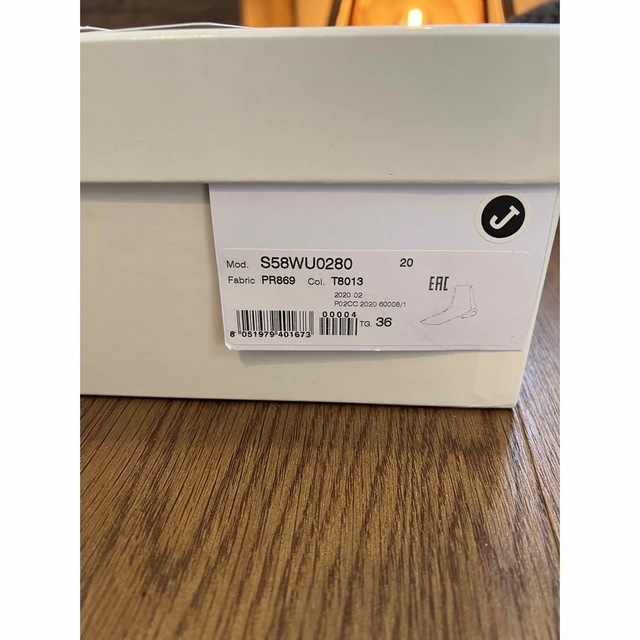 J
Mod. S58WU0280 20
Fabric PR869 Col. T8013
EAC
2020 02
P02CC 2020 60008/1
00004
8 051979 401673
TG. 36